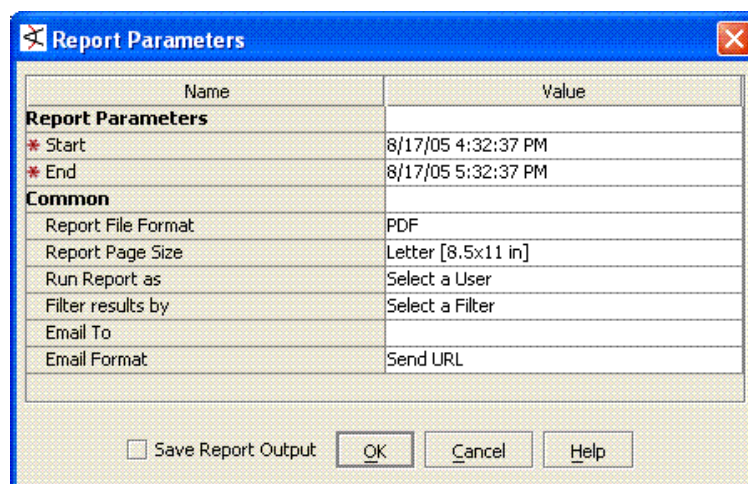 Report Parameters
Name Value
Report Parameters
* Start 8/17/05 4:32:37 PM
* End 8/17/05 5:32:37 PM
Common
Report File Format PDF
Report Page Size Letter [8.5x11 in]
Run Report as Select a User
Filter results by Select a Filter
Email To
Email Format Send URL
Save Report Output OK Cancel Help